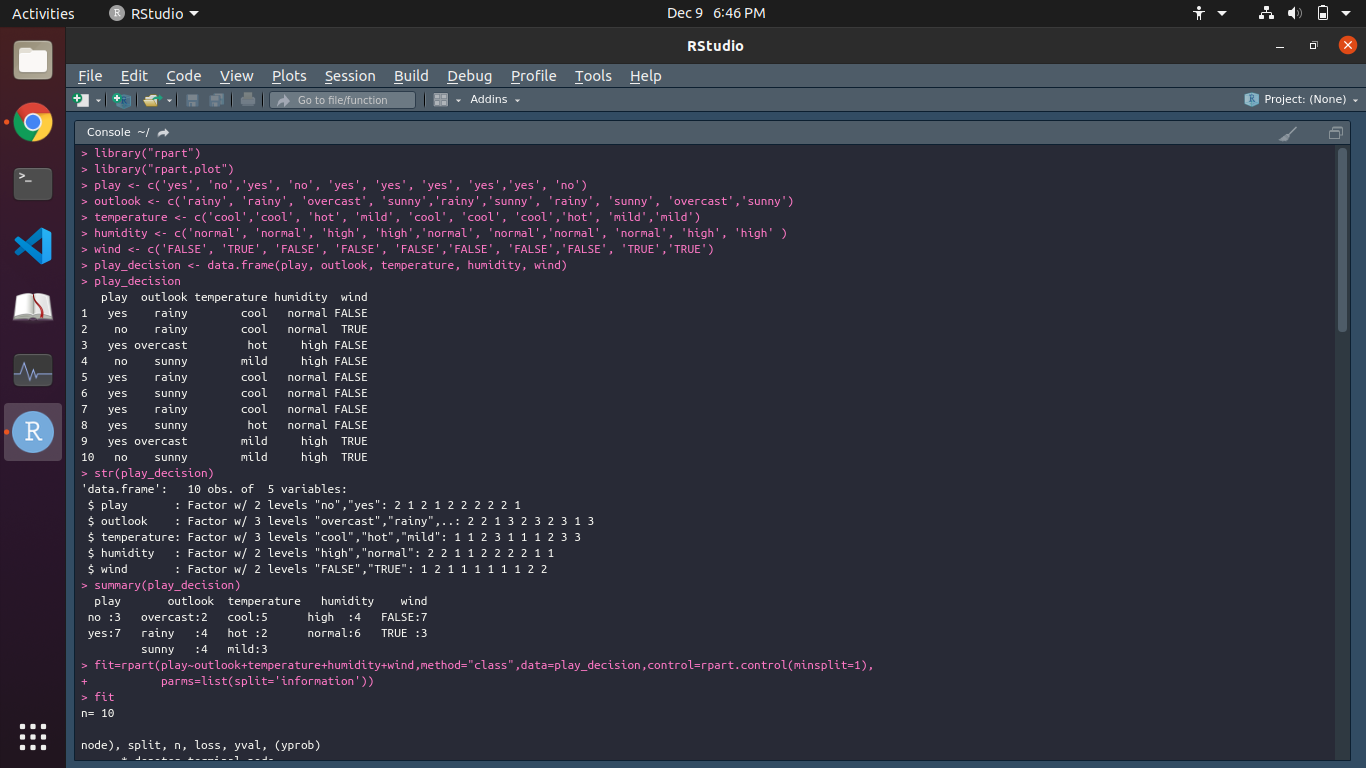 Activities RStudio Dec 9 6:46 PM
RStudio
File Edit Code View Plots Session Build Debug Profile Tools Help
Go to file/function Addins Project: (None)
Console ~/
> library("rpart")
> library("rpart.plot")
> play <- c('yes', 'no','yes', 'no', 'yes', 'yes', 'yes', 'yes','yes', 'no')
> outlook <- c('rainy', 'rainy', 'overcast', 'sunny','rainy','sunny', 'rainy', 'sunny', 'overcast','sunny')
> temperature <- c('cool','cool', 'hot', 'mild', 'cool', 'cool', 'cool','hot', 'mild','mild')
> humidity <- c('normal', 'normal', 'high', 'high','normal', 'normal','normal', 'normal', 'high', 'high' )
> wind <- c('FALSE', 'TRUE', 'FALSE', 'FALSE', 'FALSE','FALSE', 'FALSE','FALSE', 'TRUE','TRUE')
> play_decision <- data.frame(play, outlook, temperature, humidity, wind)
> play_decision
   play  outlook temperature humidity  wind
1   yes    rainy        cool   normal FALSE
2    no    rainy        cool   normal  TRUE
3   yes overcast         hot     high FALSE
4    no    sunny        mild     high FALSE
5   yes    rainy        cool   normal FALSE
6   yes    sunny        cool   normal FALSE
7   yes    rainy        cool   normal FALSE
8   yes    sunny         hot   normal FALSE
9   yes overcast        mild     high  TRUE
10   no    sunny        mild     high  TRUE
> str(play_decision)
'data.frame':   10 obs. of  5 variables:
 $ play       : Factor w/ 2 levels "no","yes": 2 1 2 1 2 2 2 2 2 1
 $ outlook    : Factor w/ 3 levels "overcast","rainy",..: 2 2 1 3 2 3 2 3 1 3
 $ temperature: Factor w/ 3 levels "cool","hot","mild": 1 1 2 3 1 1 1 2 3 3
 $ humidity   : Factor w/ 2 levels "high","normal": 2 2 1 1 2 2 2 2 1 1
 $ wind       : Factor w/ 2 levels "FALSE","TRUE": 1 2 1 1 1 1 1 1 2 2
> summary(play_decision)
  play       outlook  temperature   humidity    wind
 no :3   overcast:2   cool:5      high  :4   FALSE:7
 yes:7   rainy   :4   hot :2      normal:6   TRUE :3
         sunny   :4   mild:3
> fit=rpart(play~outlook+temperature+humidity+wind,method="class",data=play_decision,control=rpart.control(minsplit=1),
+           parms=list(split='information'))
> fit
n= 10
node), split, n, loss, yval, (yprob)
      * denotes terminal node